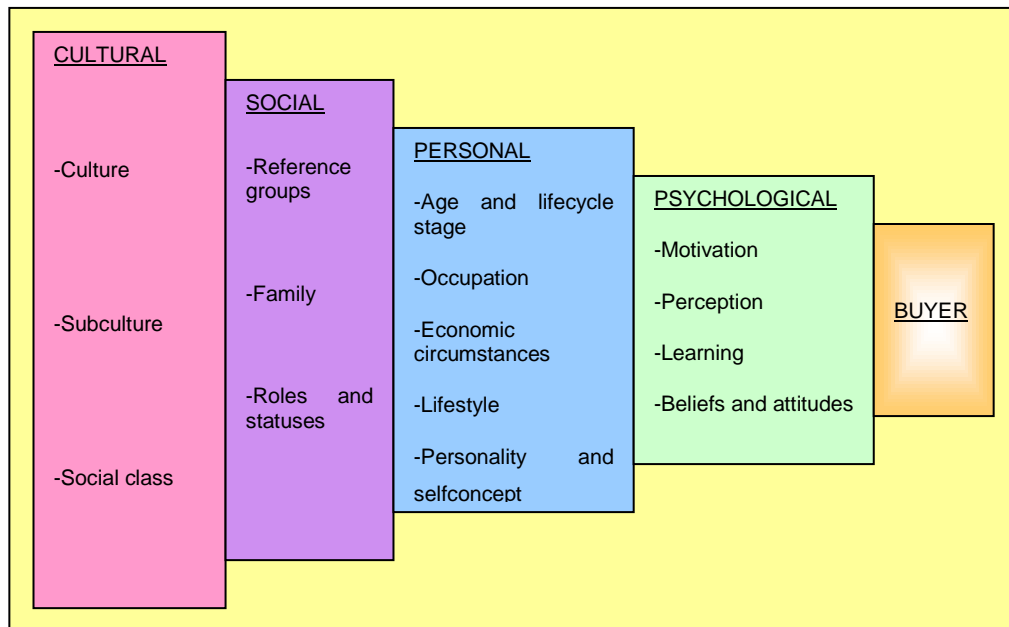 CULTURAL
-Culture
-Subculture
-Social class
SOCIAL
-Reference
groups
-Family
-Roles and
statuses
PERSONAL
-Age and lifecycle
stage
-Occupation
-Economic
circumstances
-Lifestyle
-Personality and
selfconcept
PSYCHOLOGICAL
-Motivation
-Perception
-Learning
-Beliefs and attitudes
BUYER